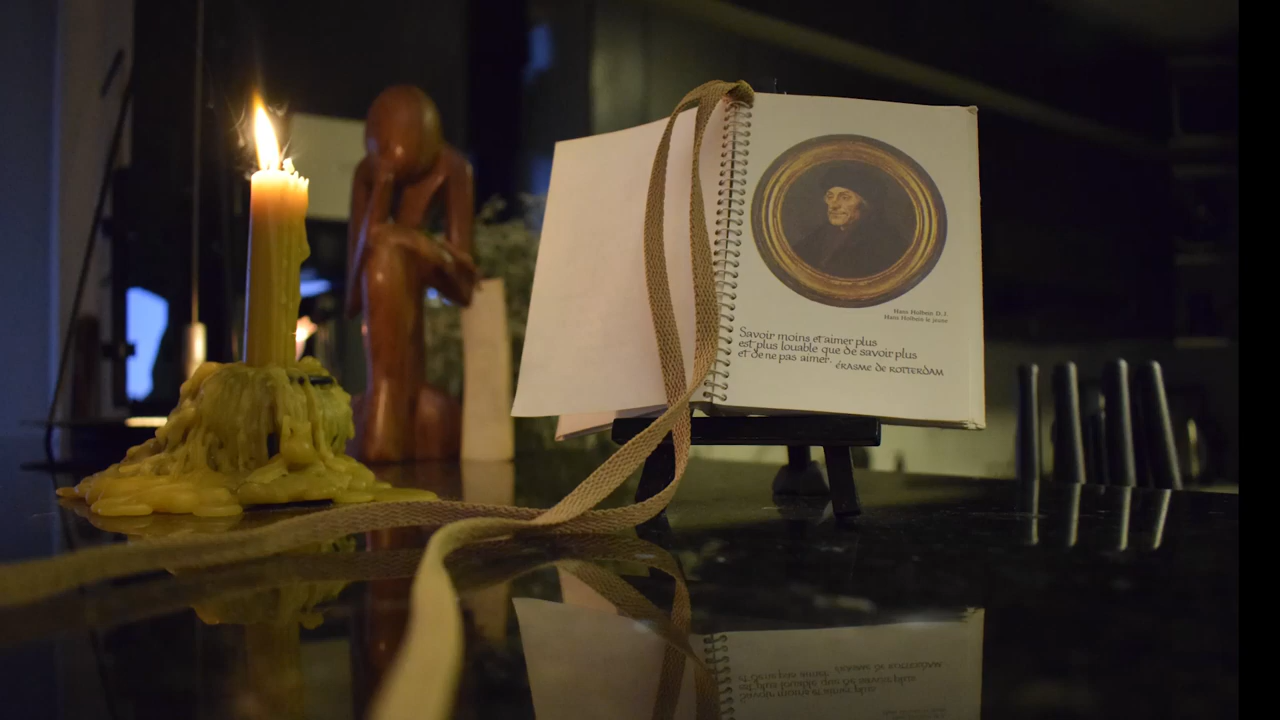 Hans Holbein D. J.
Hans Holbein le jeune
Savoir moins et aimer plus
est plus louable que de savoir plus
et de ne pas aimer.
ÉRASME DE ROTTERDAM